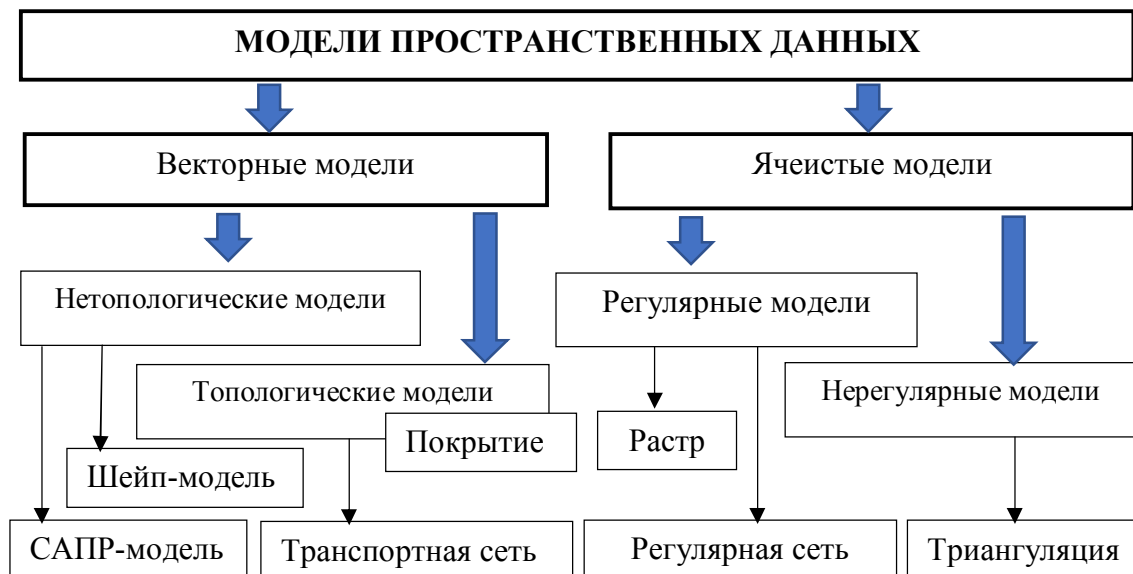 МОДЕЛИ ПРОСТРАНСТВЕННЫХ ДАННЫХ
Векторные модели
Ячеистые модели
Нетопологические модели
Регулярные модели
Топологические модели
Нерегулярные модели
Покрытие
Растр
Шейп-модель
САПР-модель
Транспортная сеть
Регулярная сеть
Триангуляция